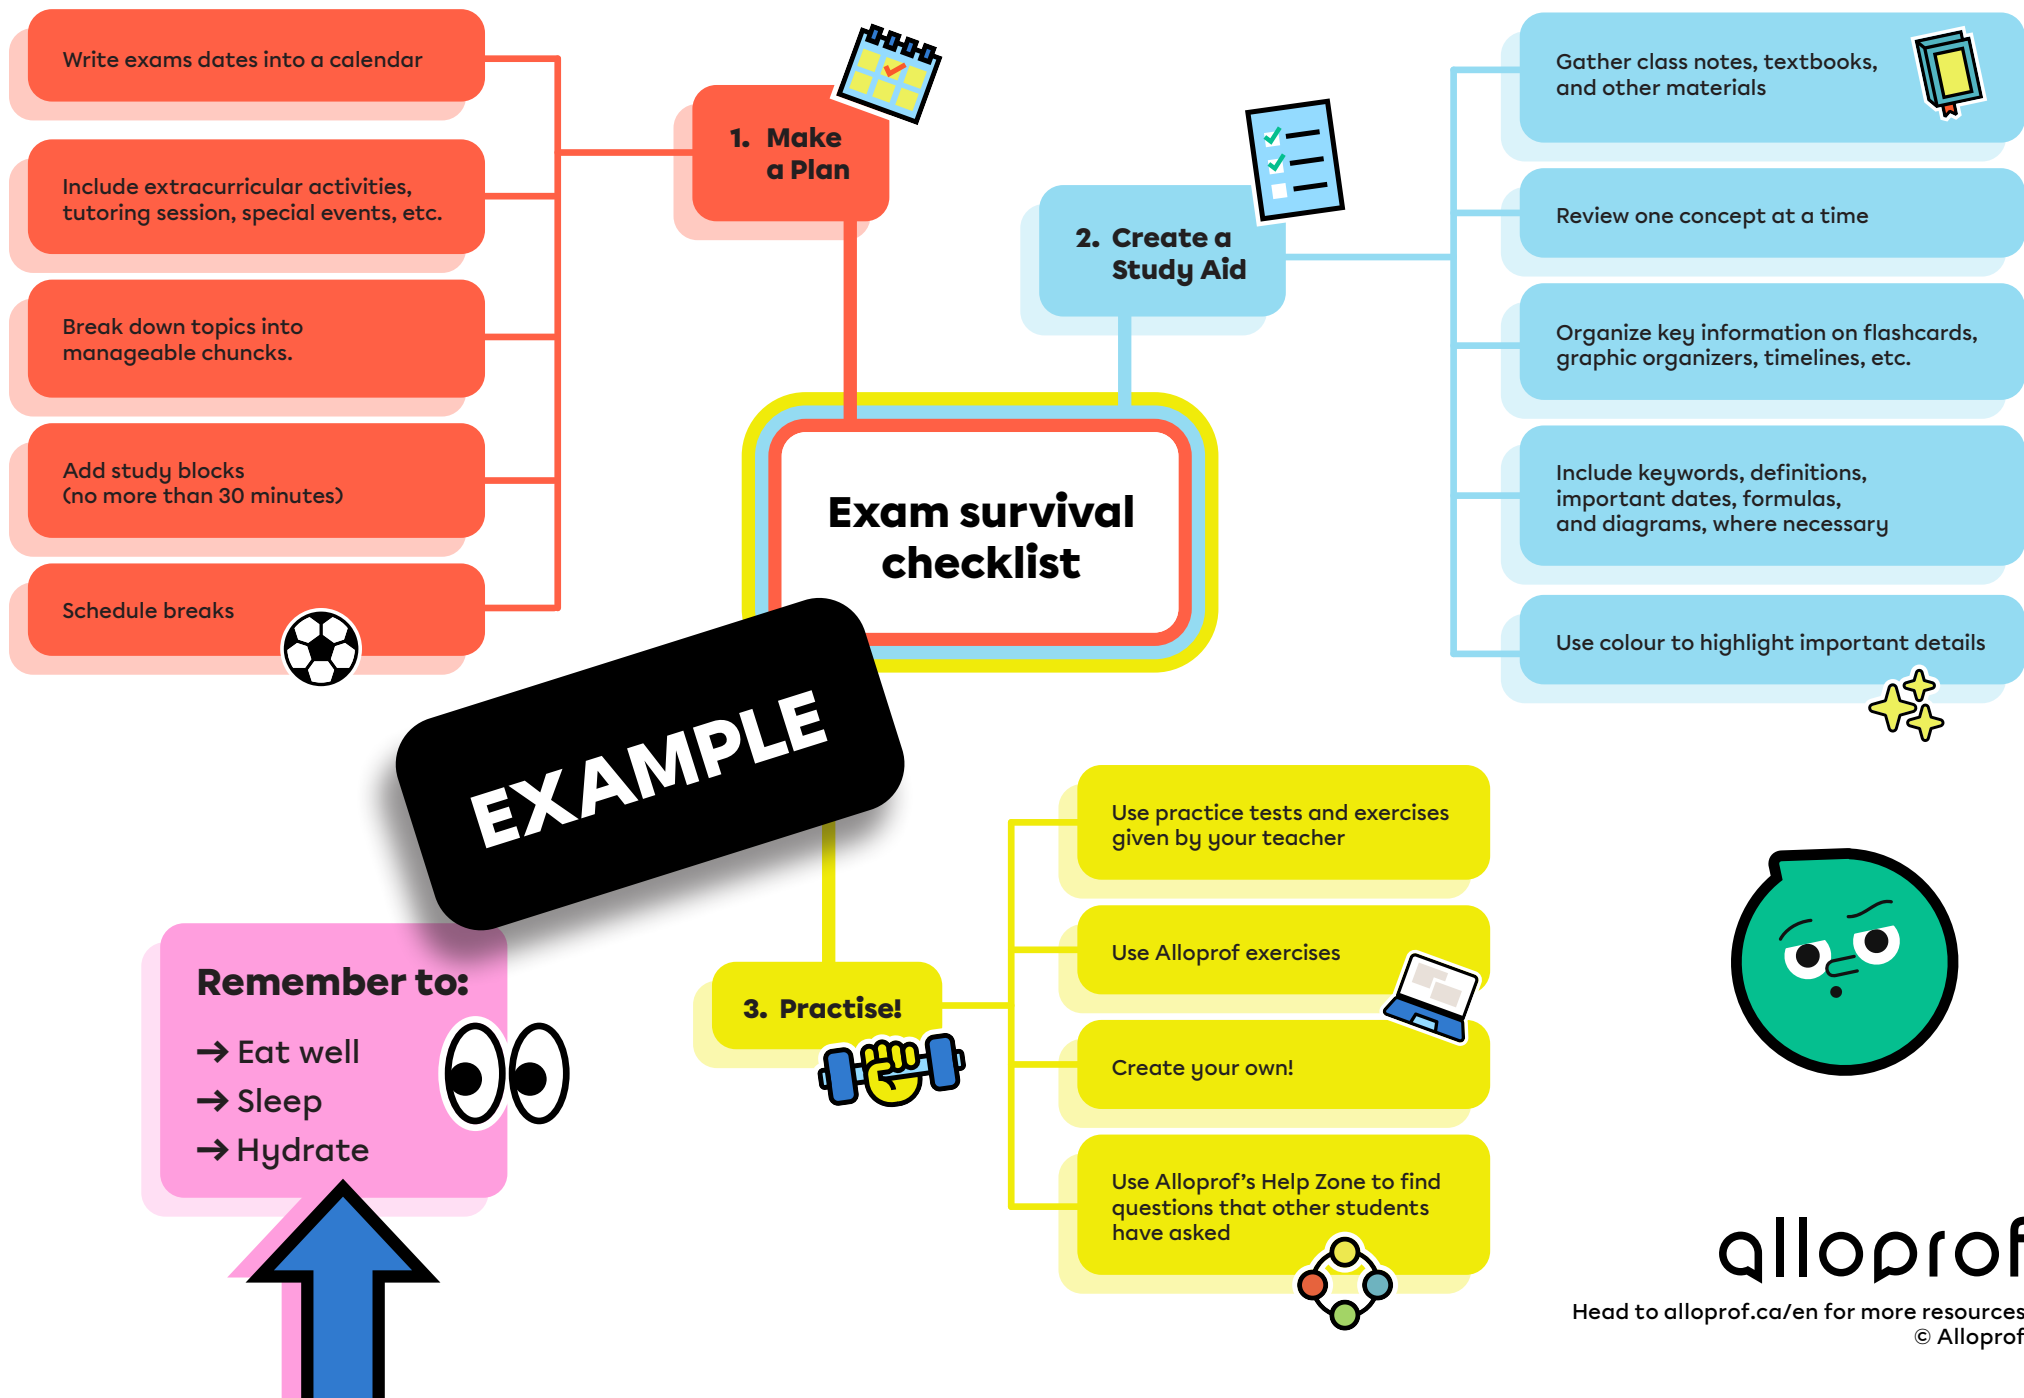 Exam survival
checklist
EXAMPLE
1. Make
a Plan
Write exams dates into a calendar
Include extracurricular activities,
tutoring session, special events, etc.
Break down topics into
manageable chuncks.
Add study blocks
(no more than 30 minutes)
Schedule breaks
2. Create a
Study Aid
Gather class notes, textbooks,
and other materials
Review one concept at a time
Organize key information on flashcards,
graphic organizers, timelines, etc.
Include keywords, definitions,
important dates, formulas,
and diagrams, where necessary
Use colour to highlight important details
3. Practise!
Use practice tests and exercises
given by your teacher
Use Alloprof exercises
Create your own!
Use Alloprof’s Help Zone to find
questions that other students
have asked
Remember to:
→ Eat well
→ Sleep
→ Hydrate
alloprof
Head to alloprof.ca/en for more resources
© Alloprof